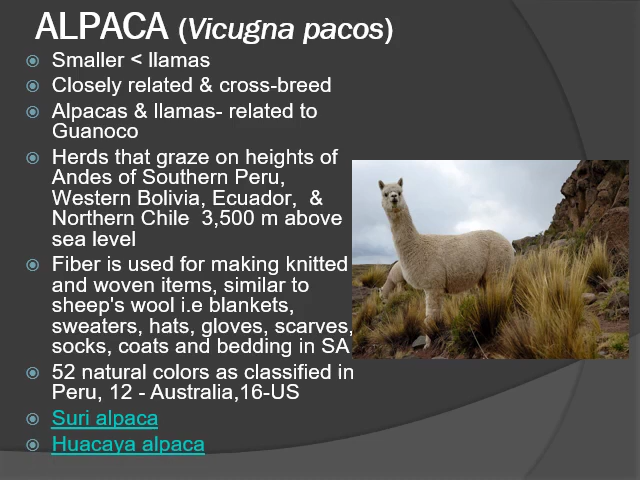 ALPACA (Vicugna pacos)
Smaller < llamas
Closely related & cross-breed
Alpacas & llamas- related to
Guanoco
Herds that graze on heights of
Andes of Southern Peru,
Western Bolivia, Ecuador, &
Northern Chile 3,500 m above
sea level
Fiber is used for making knitted
and woven items, similar to
sheep's wool i.e blankets,
sweaters, hats, gloves, scarves,
socks, coats and bedding in SA
52 natural colors as classified in
Peru, 12 - Australia,16-US
Suri alpaca
Huacaya alpaca